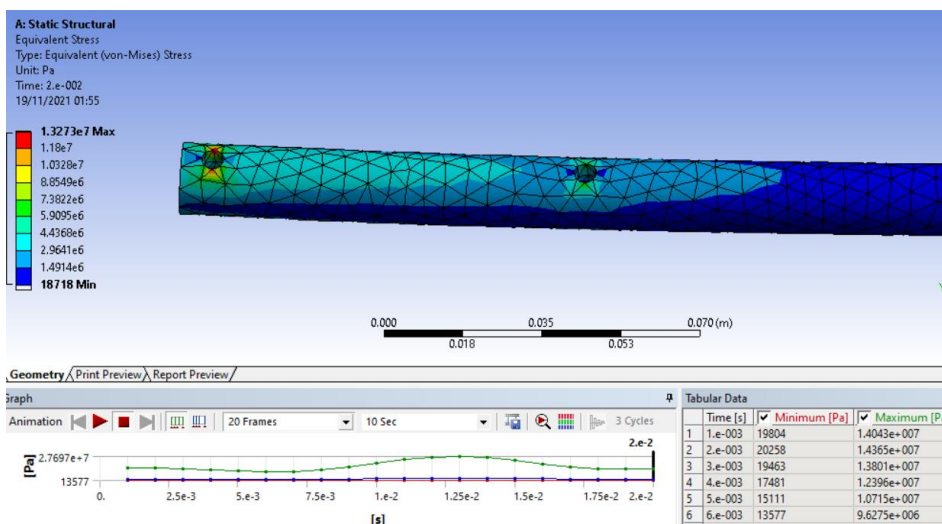 A: Static Structural
Equivalent Stress
Type: Equivalent (von-Mises) Stress
Unit: Pa
Time: 2.e-002
19/11/2021 01:55
1.3273e7 Max
1.18e7
1.0328e7
8.8549e6
7.3822e6
5.9095e6
4.4368e6
2.9641e6
1.4914e6
18718 Min
0.000 0.035 0.070 (m)
0.018 0.053
Geometry Print Preview Report Preview
Graph
Animation 20 Frames 10 Sec 3 Cycles
2.e-2
[Pa] 2.7697e+7
13577
0. 2.5e-3 5.e-3 7.5e-3 1.e-2 1.25e-2 1.5e-2 1.75e-2 2.e-2
[s]
Tabular Data
Time [s] Minimum [Pa] Maximum [Pa
1 1.e-003 19804 1.4043e+007
2 2.e-003 20258 1.4365e+007
3 3.e-003 19463 1.3801e+007
4 4.e-003 17481 1.2396e+007
5 5.e-003 15111 1.0715e+007
6 6.e-003 13577 9.6275e+006